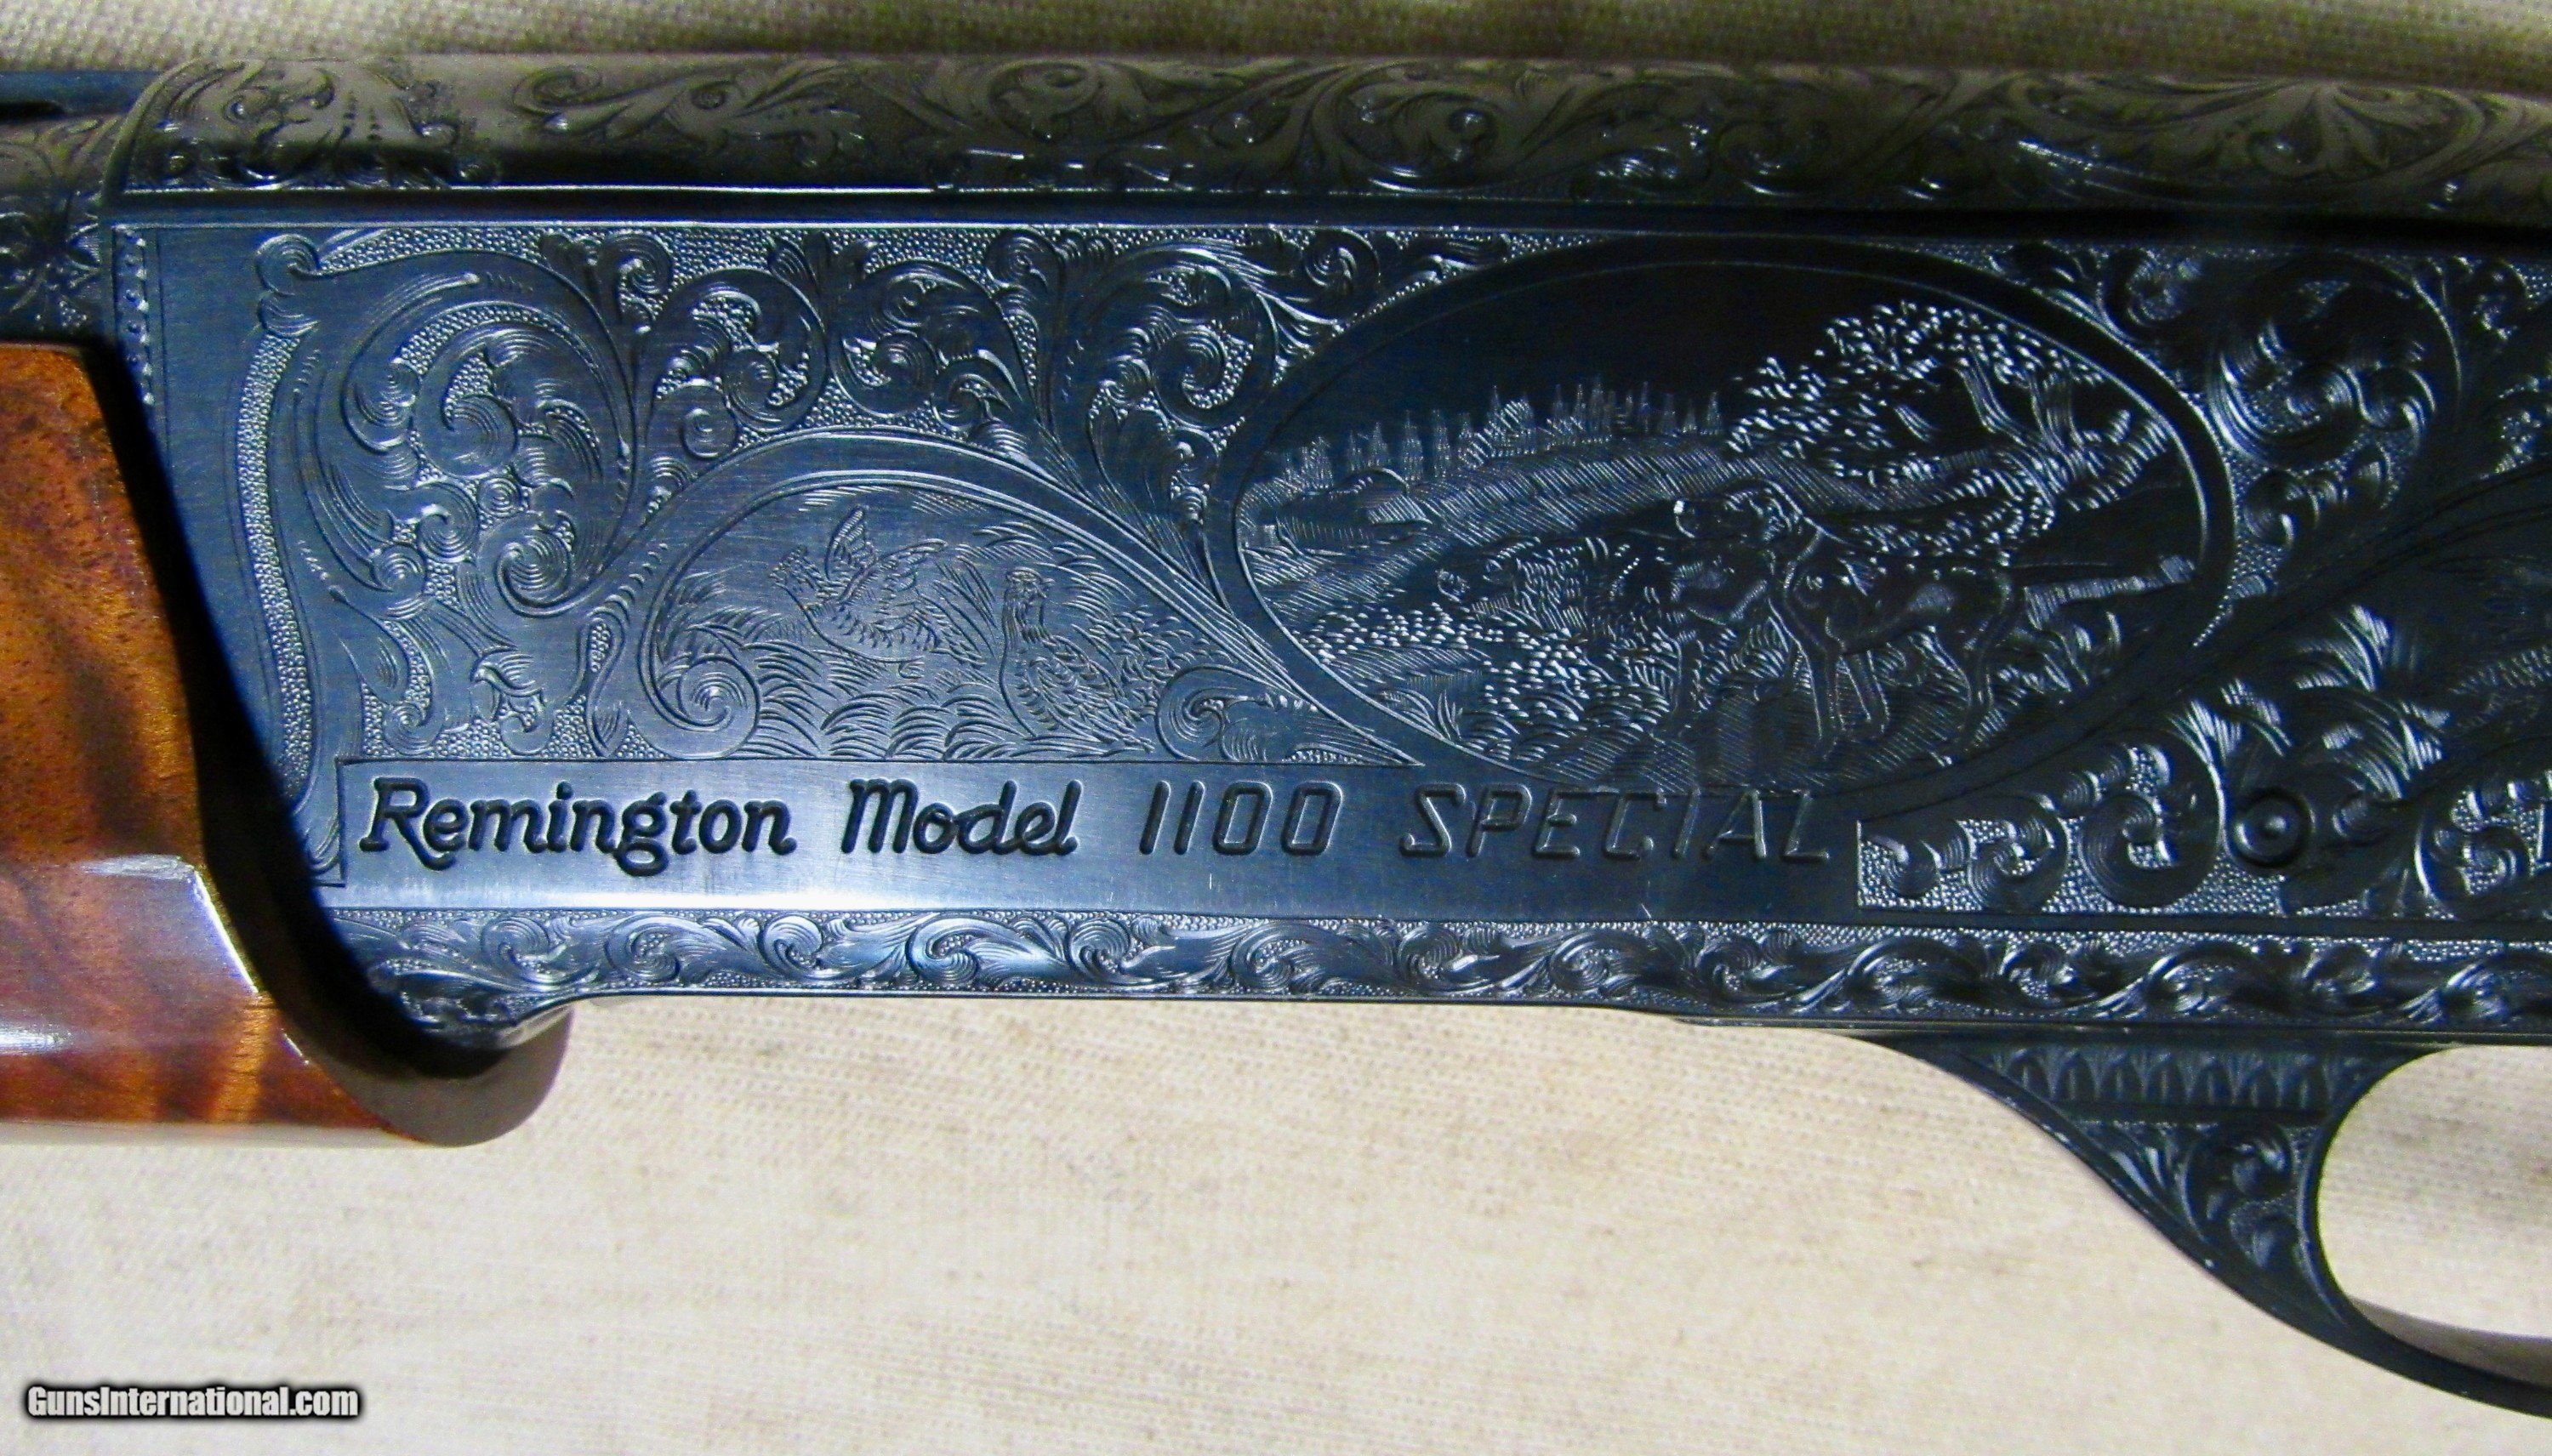 Remington Model 1100 SPECIAL
GunsInternational.com